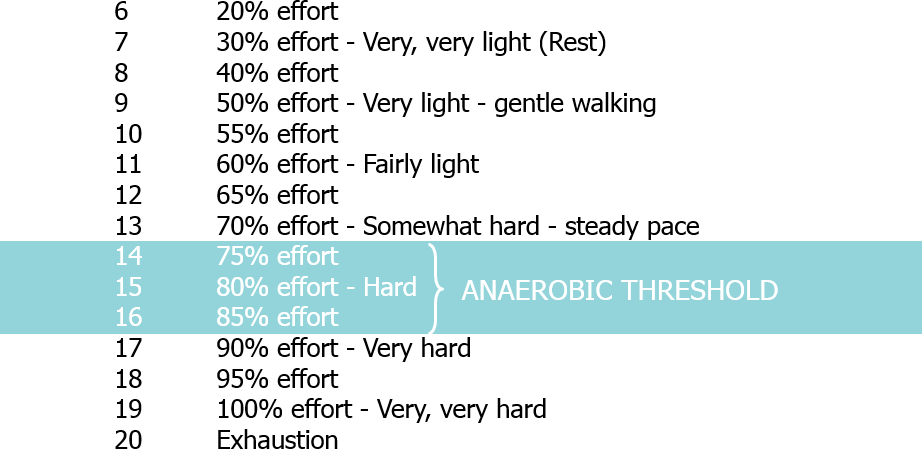 6 20% effort
7 30% effort - Very, very light (Rest)
8 40% effort
9 50% effort - Very light - gentle walking
10 55% effort
11 60% effort - Fairly light
12 65% effort
13 70% effort - Somewhat hard - steady pace
14 75% effort
15 80% effort - Hard
ANAEROBIC THRESHOLD
16 85% effort
17 90% effort - Very hard
18 95% effort
19 100% effort - Very, very hard
20 Exhaustion